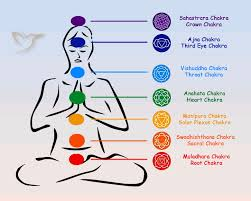 Sahastrara Chakra
Crown Chakra
Ajna Chakra
Third Eye Chakra
Vishuddha Chakra
Throat Chakra
Anahata Chakra
Heart Chakra
Manipura Chakra
Solar Plexus Chakra
Swadhishthana Chakra
Sacral Chakra
Muladhara Chakra
Root Chakra